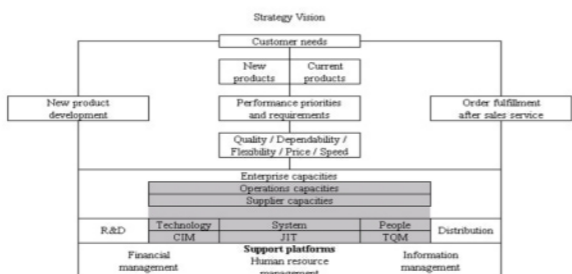 Strategy Vision
Customer needs
New products
Current products
New product development
Performance priorities and requirements
Order fulfillment after sales service
Quality / Dependability / Flexibility / Price / Speed
Enterprise capacities
Operations capacities
Supplier capacities
R&D
Technology
System
People
Distribution
CIM
JIT
TQM
Support platforms
Financial management
Human resource management
Information management